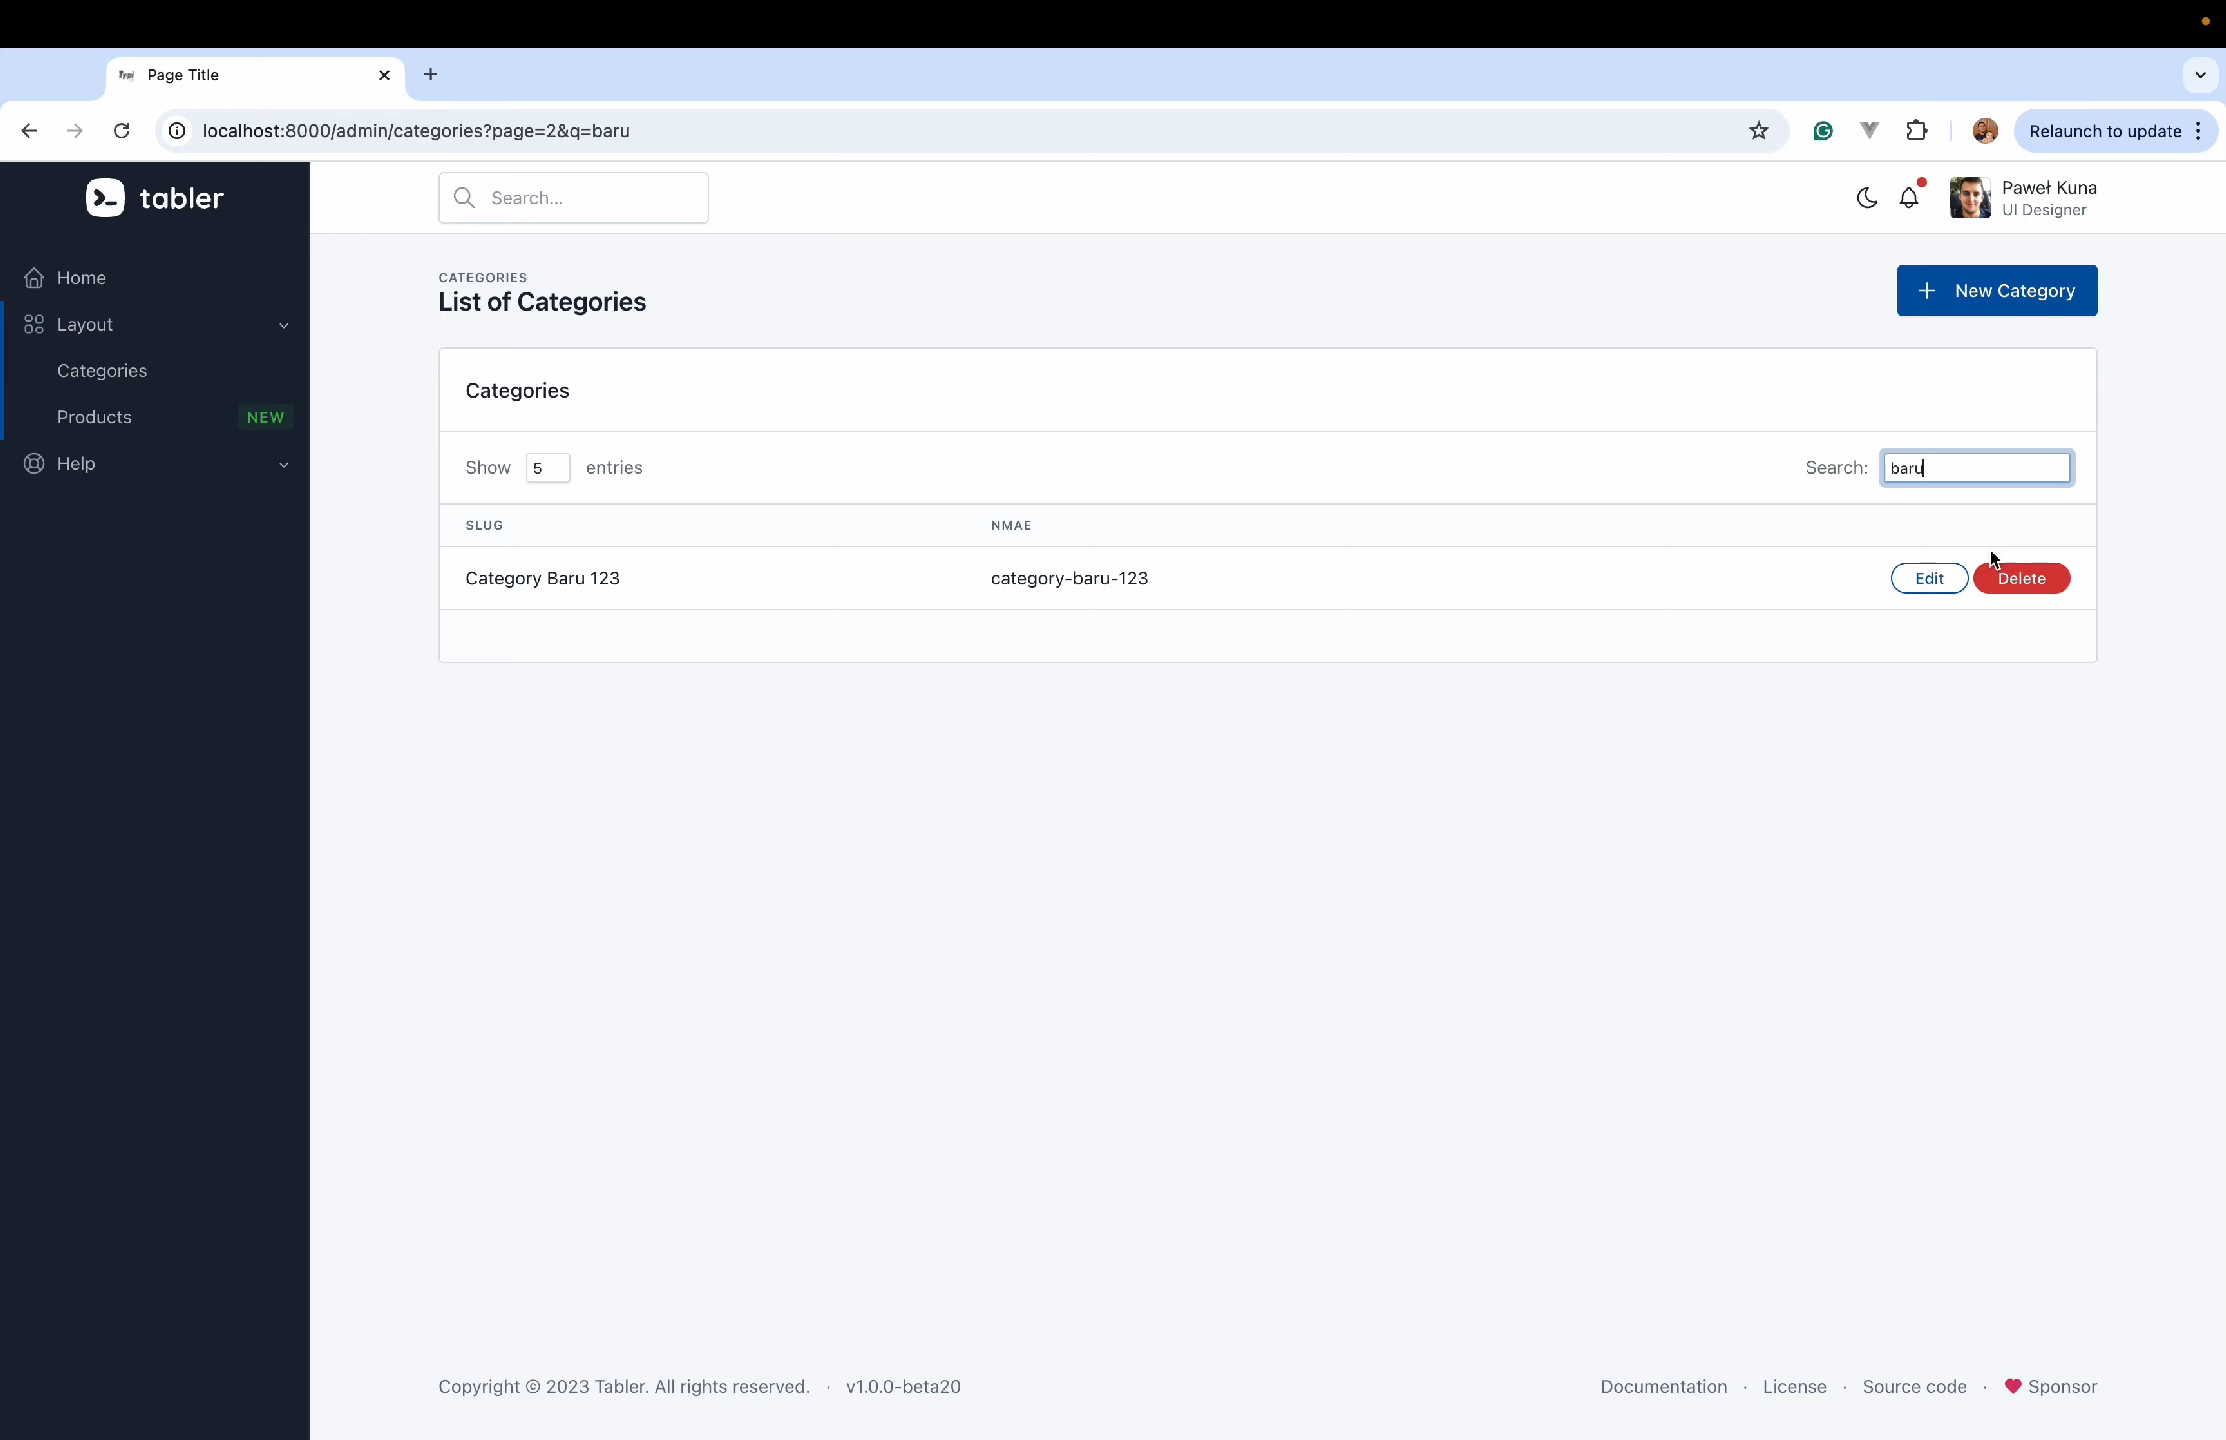 Page Title
localhost:8000/admin/categories?page=2&q=baru
Relaunch to update
tabler
Search...
Paweł Kuna
UI Designer
Home
Layout
Categories
Products NEW
Help
CATEGORIES
List of Categories
New Category
Categories
Show 5 entries
Search: baru
SLUG NMAE
Category Baru 123 category-baru-123 Edit Delete
Copyright © 2023 Tabler. All rights reserved. · v1.0.0-beta20
Documentation · License · Source code · Sponsor